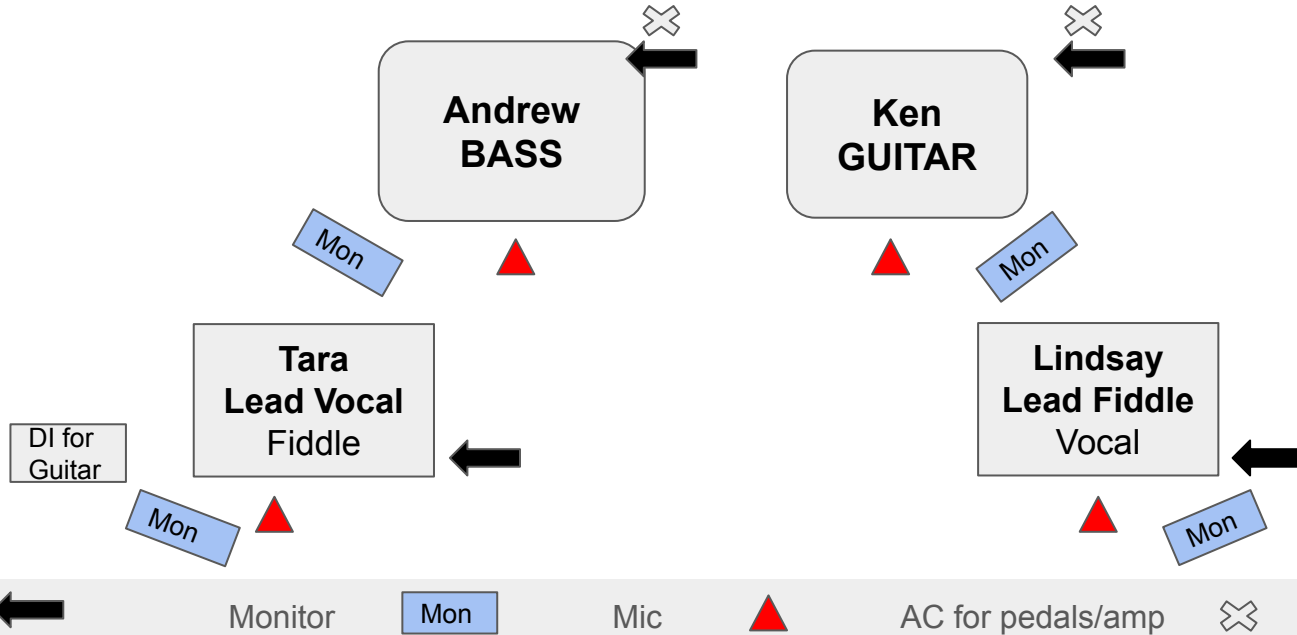 Andrew
BASS
Ken
GUITAR
Mon
Mon
Tara
Lead Vocal
Fiddle
Lindsay
Lead Fiddle
Vocal
DI for
Guitar
Mon
Mon
Monitor Mon Mic AC for pedals/amp